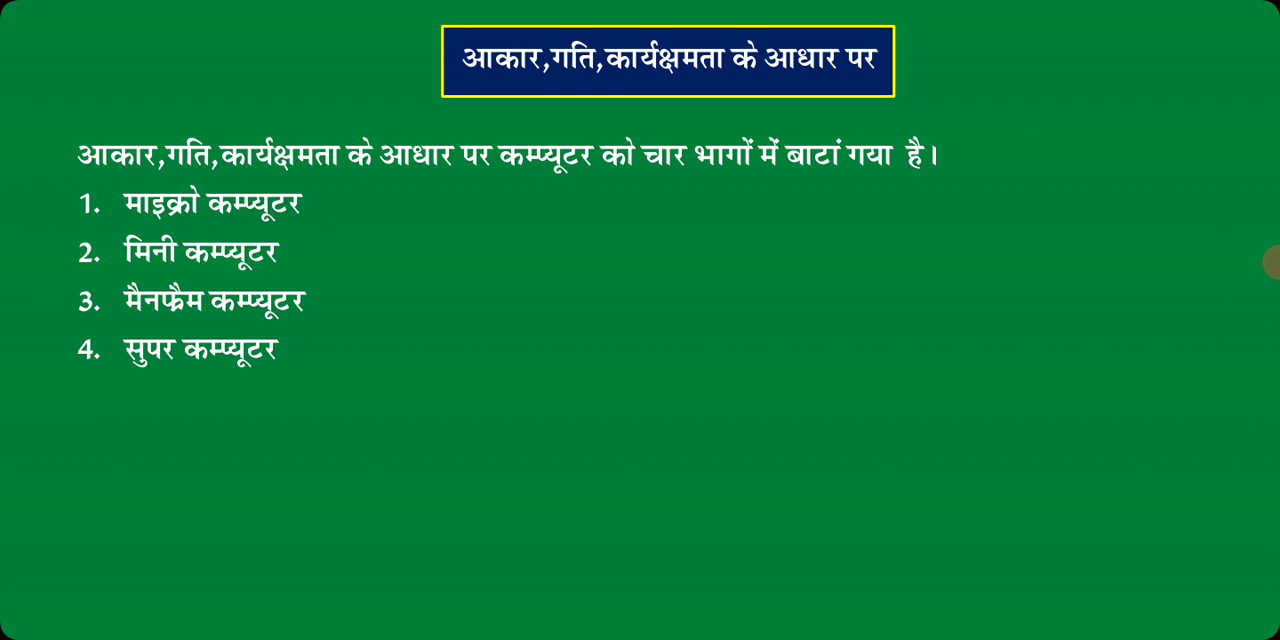 आकार,गति,कार्यक्षमता के आधार पर
आकार,गति,कार्यक्षमता के आधार पर कम्प्यूटर को चार भागों में बाटां गया है।
1. माइक्रो कम्प्यूटर
2. मिनी कम्प्यूटर
3. मैनफ्रैम कम्प्यूटर
4. सुपर कम्प्यूटर